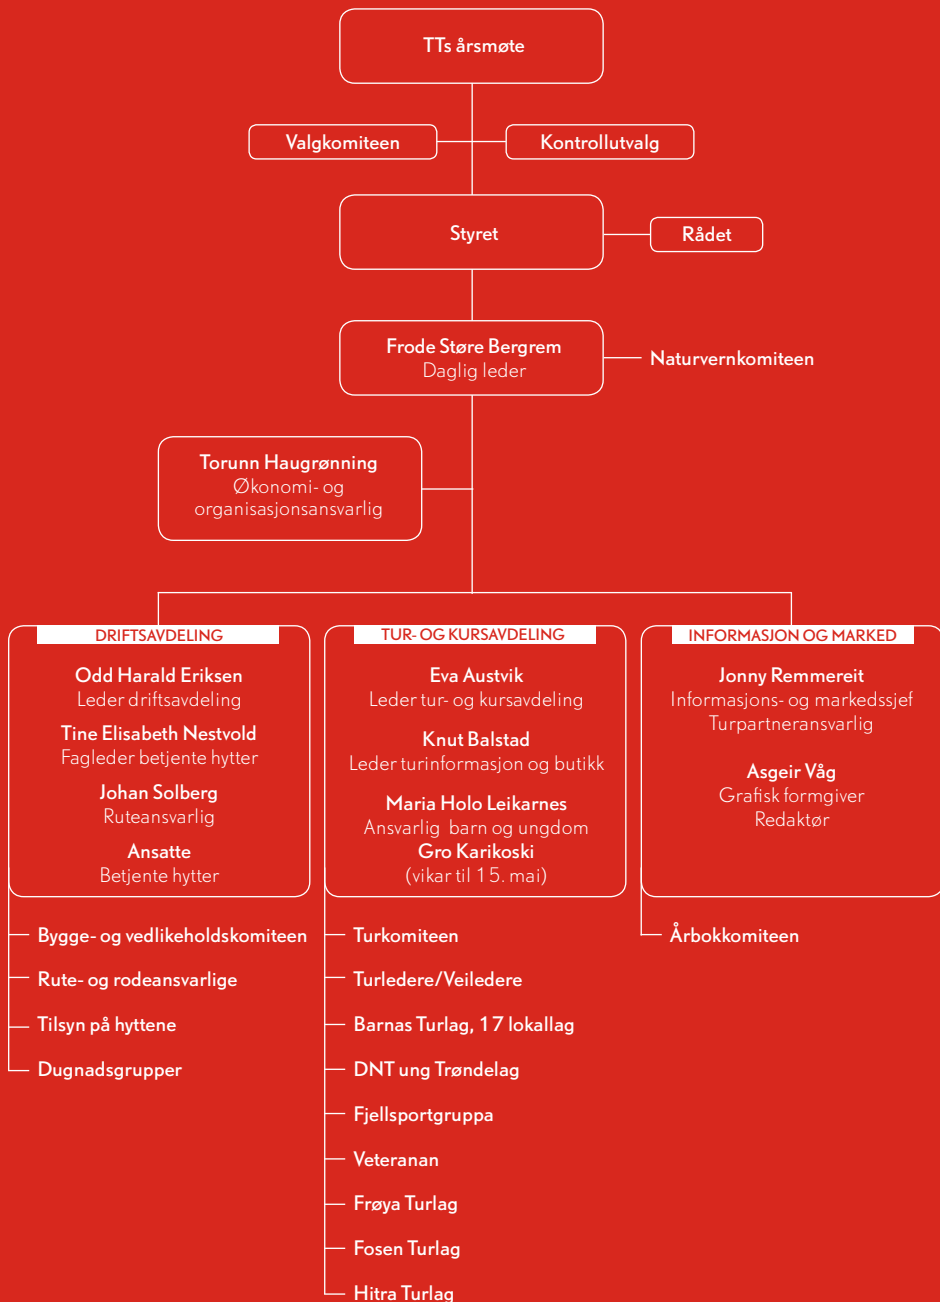 TTs årsmøte
Valgkomiteen
Kontrollutvalg
Styret
Rådet
Frode Støre Bergrem
Daglig leder
Naturvernkomiteen
Torunn Haugrønning
Økonomi- og
organisasjonsansvarlig
DRIFTSAVDELING
Odd Harald Eriksen
Leder driftsavdeling
Tine Elisabeth Nestvold
Fagleder betjente hytter
Johan Solberg
Ruteansvarlig
Ansatte
Betjente hytter
Bygge- og vedlikeholdskomiteen
Rute- og rodeansvarlige
Tilsyn på hyttene
Dugnadsgrupper
TUR- OG KURSAVDELING
Eva Austvik
Leder tur- og kursavdeling
Knut Balstad
Leder turinformasjon og butikk
Maria Holo Leikarnes
Ansvarlig barn og ungdom
Gro Karikoski
(vikar til 15. mai)
Turkomiteen
Turledere/Veiledere
Barnas Turlag, 17 lokallag
DNT ung Trøndelag
Fjellsportgruppa
Veteranan
Frøya Turlag
Fosen Turlag
Hitra Turlag
INFORMASJON OG MARKED
Jonny Remmereit
Informasjons- og markedssjef
Turpartneransvarlig
Asgeir Våg
Grafisk formgiver
Redaktør
Årbokkomiteen